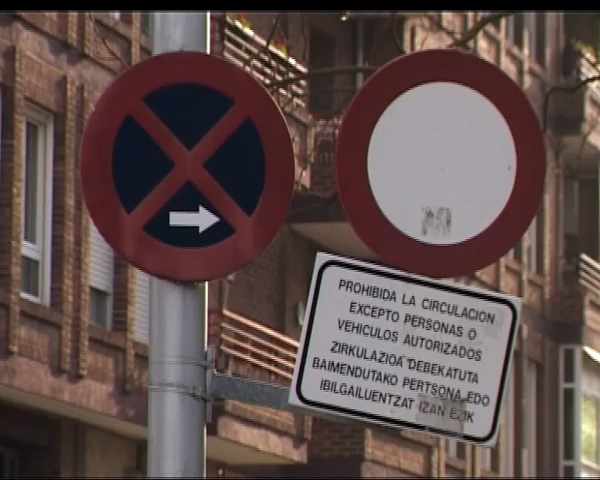 PROHIBIDA LA CIRCULACION
EXCEPTO PERSONAS O
VEHICULOS AUTORIZADOS
ZIRKULAZIOA DEBEKATUTA
BAIMENDUTAKO PERTSONA EDO
IBILGAILUENTZAT IZAN EZIK